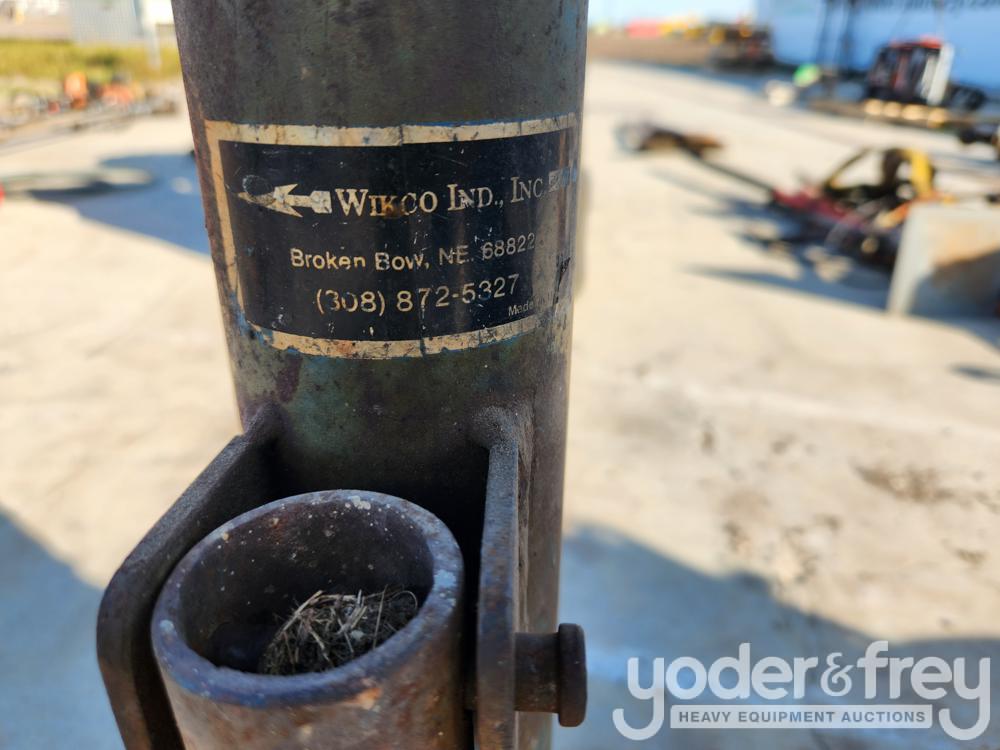 WIKCO IND., INC.
Broken Bow, NE. 68822
(308) 872-5327
Made
yoder&frey
HEAVY EQUIPMENT AUCTIONS